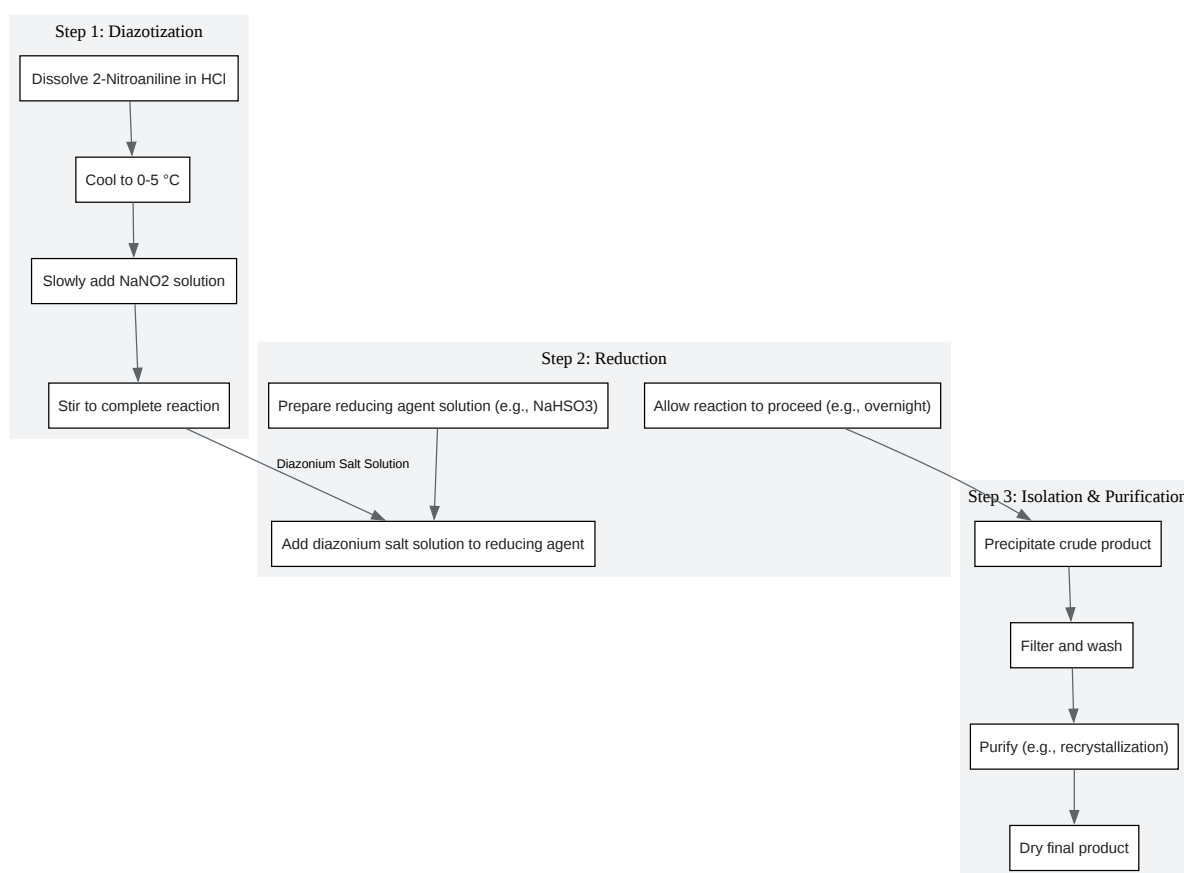 Step 1: Diazotization
Dissolve 2-Nitroaniline in HCl
Cool to 0-5 °C
Slowly add NaNO2 solution
Stir to complete reaction
Step 2: Reduction
Prepare reducing agent solution (e.g., NaHSO3)
Allow reaction to proceed (e.g., overnight)
Diazonium Salt Solution
Add diazonium salt solution to reducing agent
Step 3: Isolation & Purification
Precipitate crude product
Filter and wash
Purify (e.g., recrystallization)
Dry final product